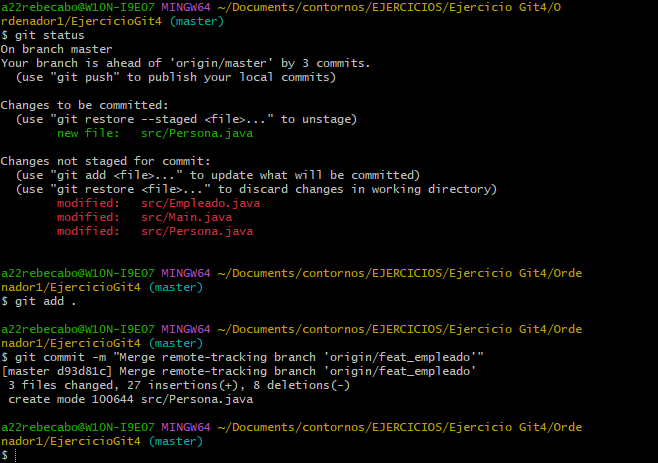 a22rebecabo@W10N-I9E07 MINGW64 ~/Documents/contornos/EJERCICIOS/Ejercicio Git4/O
rdenador1/EjercicioGit4 (master)
$ git status
On branch master
Your branch is ahead of 'origin/master' by 3 commits.
  (use "git push" to publish your local commits)
Changes to be committed:
  (use "git restore --staged <file>..." to unstage)
        new file:   src/Persona.java
Changes not staged for commit:
  (use "git add <file>..." to update what will be committed)
  (use "git restore <file>..." to discard changes in working directory)
        modified:   src/Empleado.java
        modified:   src/Main.java
        modified:   src/Persona.java
a22rebecabo@W10N-I9E07 MINGW64 ~/Documents/contornos/EJERCICIOS/Ejercicio Git4/Orde
nador1/EjercicioGit4 (master)
$ git add .
a22rebecabo@W10N-I9E07 MINGW64 ~/Documents/contornos/EJERCICIOS/Ejercicio Git4/Orde
nador1/EjercicioGit4 (master)
$ git commit -m "Merge remote-tracking branch 'origin/feat_empleado'"
[master d93d81c] Merge remote-tracking branch 'origin/feat_empleado'
 3 files changed, 27 insertions(+), 8 deletions(-)
 create mode 100644 src/Persona.java
a22rebecabo@W10N-I9E07 MINGW64 ~/Documents/contornos/EJERCICIOS/Ejercicio Git4/Orde
nador1/EjercicioGit4 (master)
$